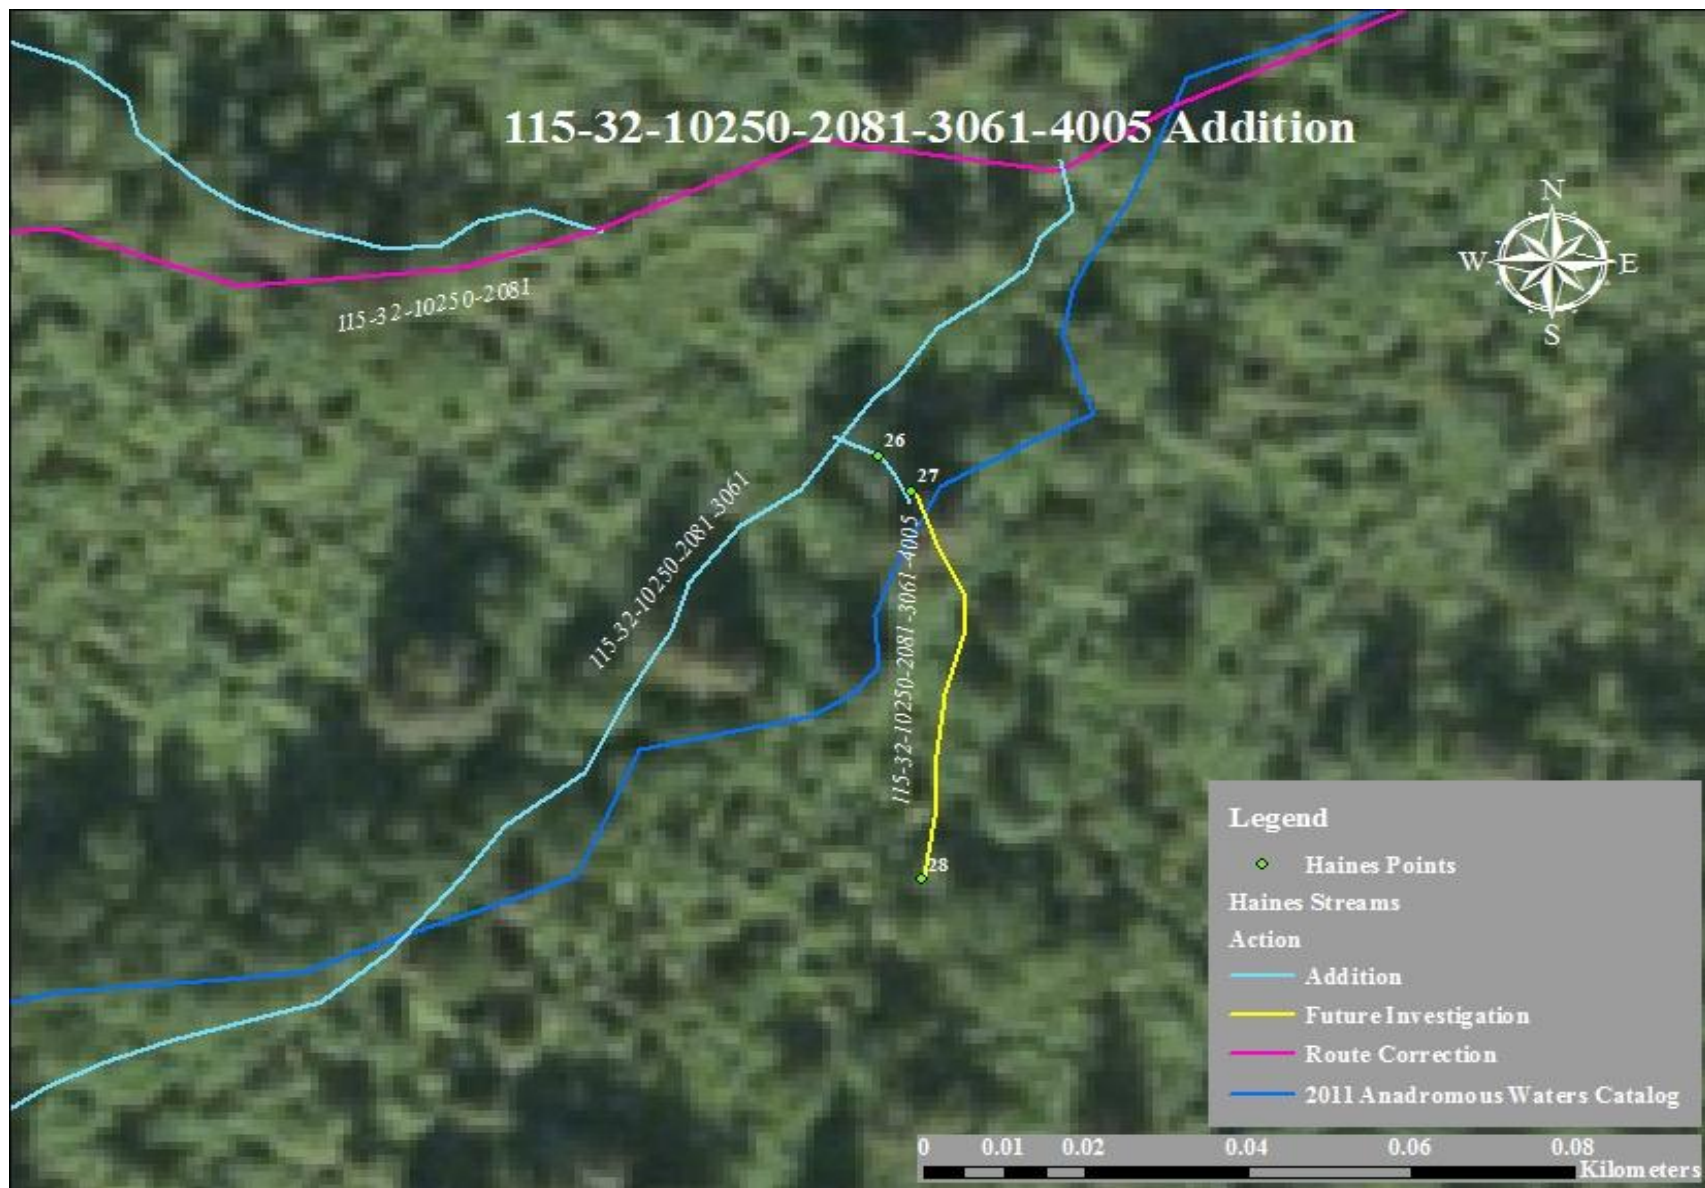 115-32-10250-2081-3061-4005 Addition
N
W
E
S
115-32-10250-2081
26
27
115-32-10250-2081-3061
115-32-10250-2081-3061-4005
28
Legend
Haines Points
Haines Streams
Action
Addition
Future Investigation
Route Correction
2011 Anadromous Waters Catalog
0 0.01 0.02 0.04 0.06 0.08
Kilometers